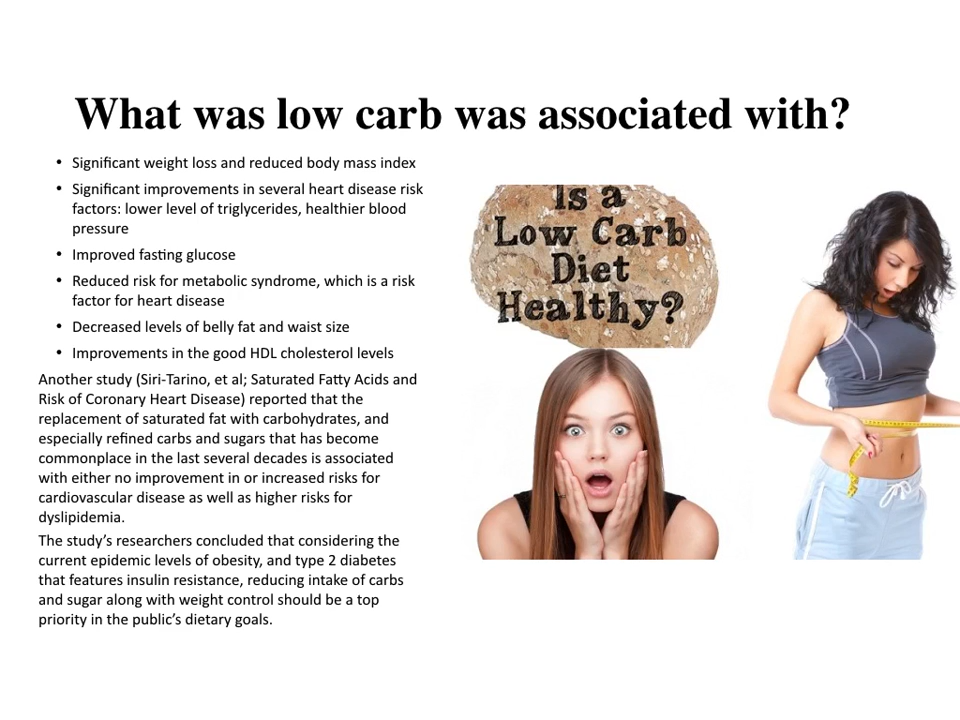 What was low carb was associated with?
• Significant weight loss and reduced body mass index
• Significant improvements in several heart disease risk
factors: lower level of triglycerides, healthier blood
pressure
• Improved fasting glucose
• Reduced risk for metabolic syndrome, which is a risk
factor for heart disease
• Decreased levels of belly fat and waist size
• Improvements in the good HDL cholesterol levels
Another study (Siri-Tarino, et al; Saturated Fatty Acids and
Risk of Coronary Heart Disease) reported that the
replacement of saturated fat with carbohydrates, and
especially refined carbs and sugars that has become
commonplace in the last several decades is associated
with either no improvement in or increased risks for
cardiovascular disease as well as higher risks for
dyslipidemia.
The study’s researchers concluded that considering the
current epidemic levels of obesity, and type 2 diabetes
that features insulin resistance, reducing intake of carbs
and sugar along with weight control should be a top
priority in the public’s dietary goals.
Is a
Low Carb
Diet
Healthy?